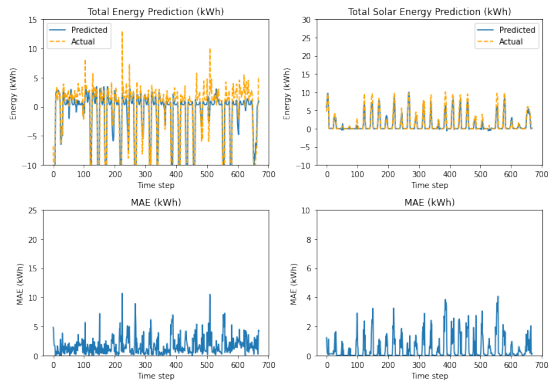 Total Energy Prediction (kWh)
15
10
5
0
−5
−10
Energy (kWh)
Predicted
Actual
0 100 200 300 400 500 600 700
Time step
Total Solar Energy Prediction (kWh)
30
25
20
15
10
5
0
−5
−10
Energy (kWh)
Predicted
Actual
0 100 200 300 400 500 600 700
Time step
MAE (kWh)
25
20
15
10
5
0
MAE (kWh)
0 100 200 300 400 500 600 700
Time step
MAE (kWh)
10
8
6
4
2
0
MAE (kWh)
0 100 200 300 400 500 600 700
Time step